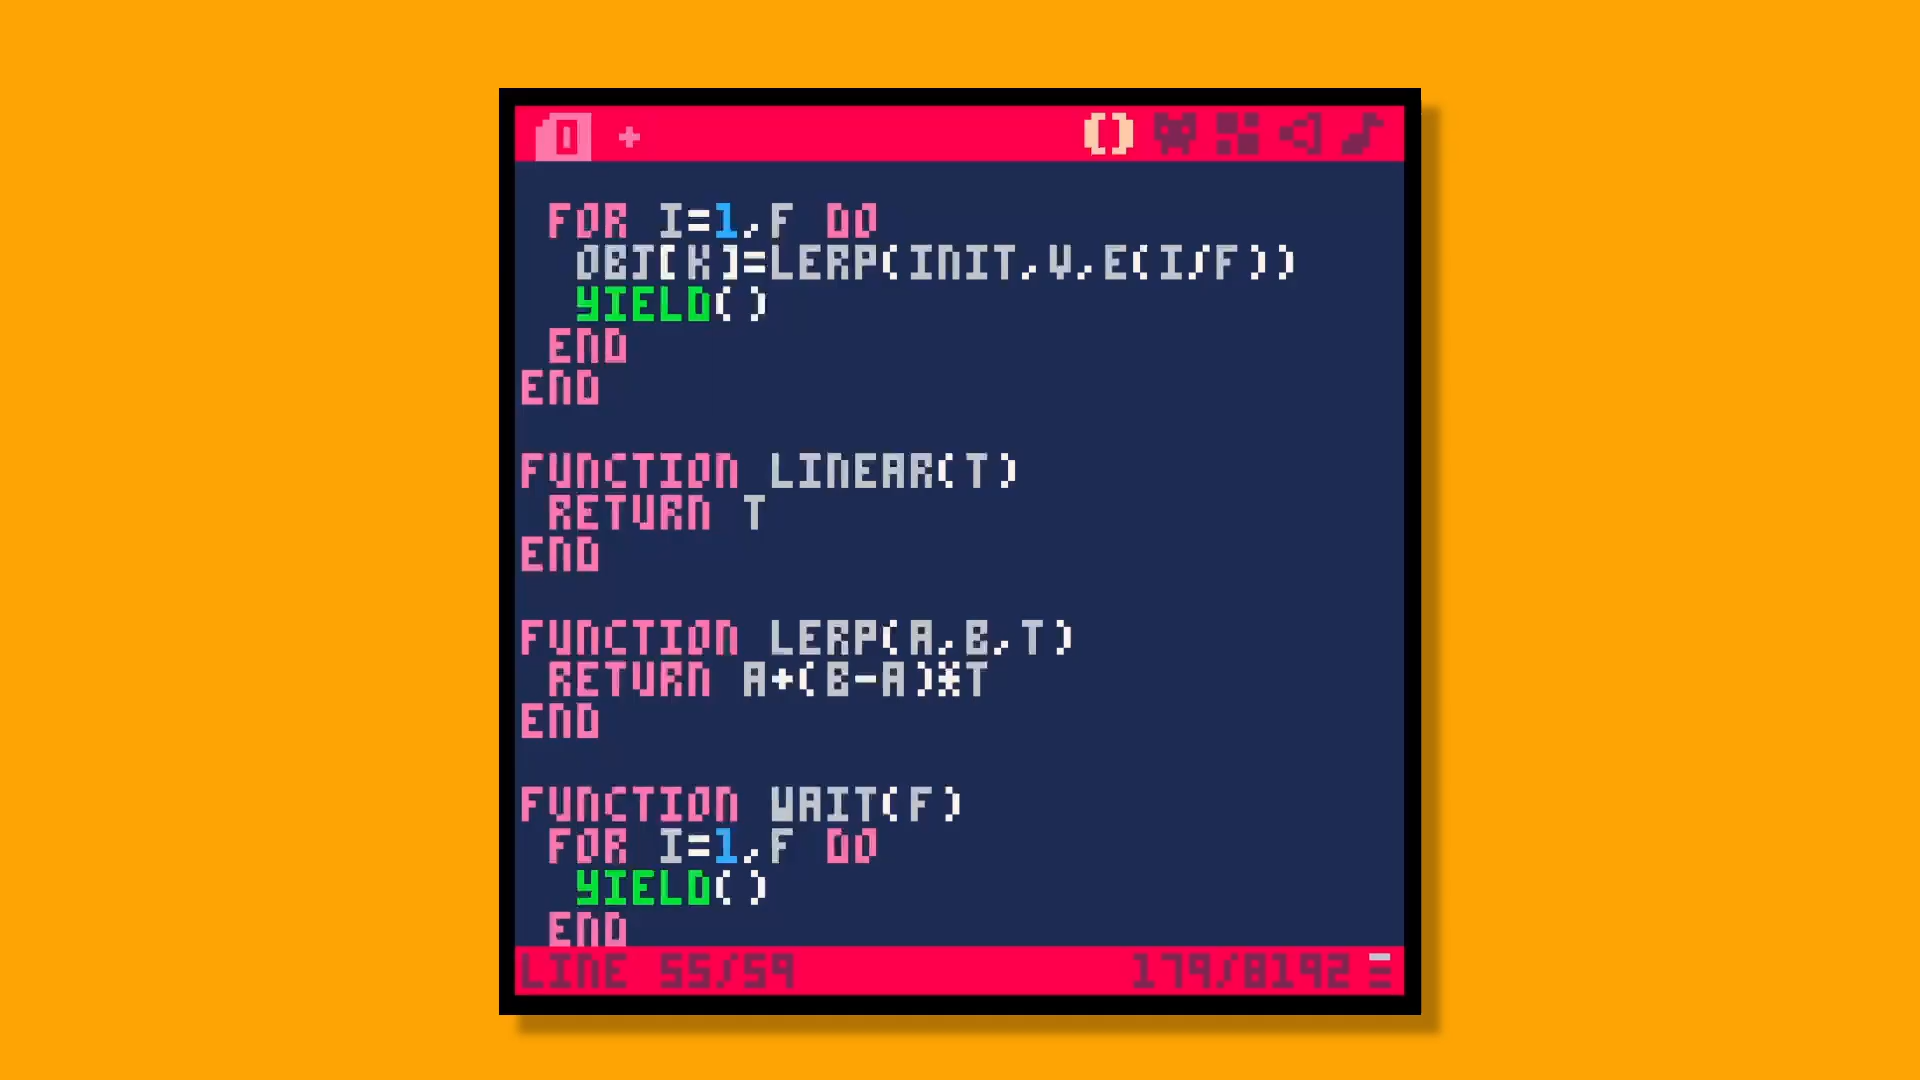 0 +
FOR I=1,F DO
OBJ[K]=LERP(INIT,V,E(I/F))
YIELD()
END
END
FUNCTION LINEAR(T)
RETURN T
END
FUNCTION LERP(A,B,T)
RETURN A+(B-A)*T
END
FUNCTION WAIT(F)
FOR I=1,F DO
YIELD()
END
LINE 55/59 179/8192